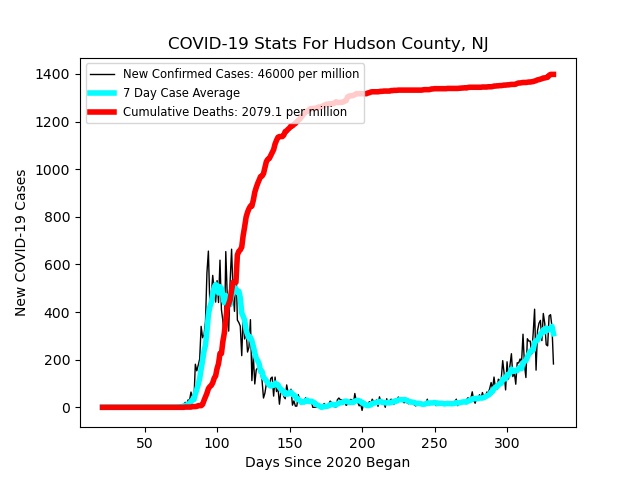 COVID-19 Stats For Hudson County, NJ
New Confirmed Cases: 46000 per million
7 Day Case Average
Cumulative Deaths: 2079.1 per million
New COVID-19 Cases
1400
1200
1000
800
600
400
200
0
50
100
150
200
250
300
Days Since 2020 Began